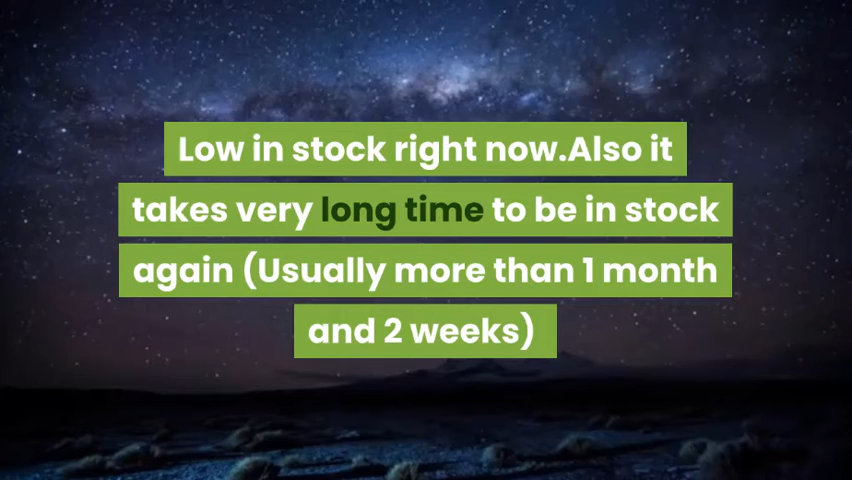 Low in stock right now.Also it
takes very long time to be in stock
again (Usually more than 1 month
and 2 weeks)